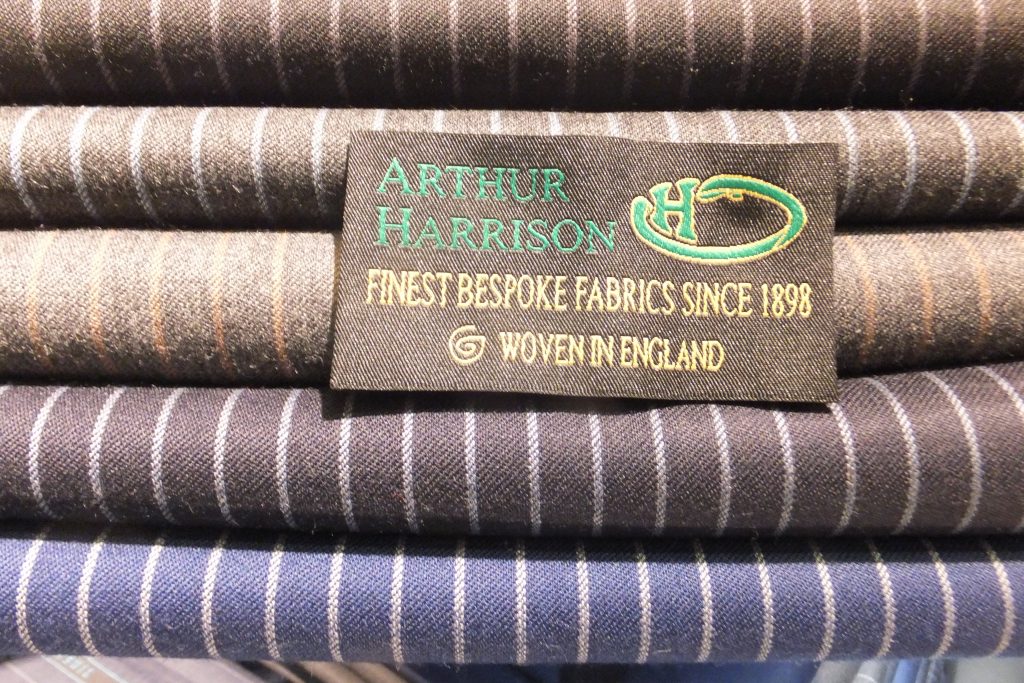 ARTHUR
HARRISON
H
FINEST BESPOKE FABRICS SINCE 1898
WOVEN IN ENGLAND